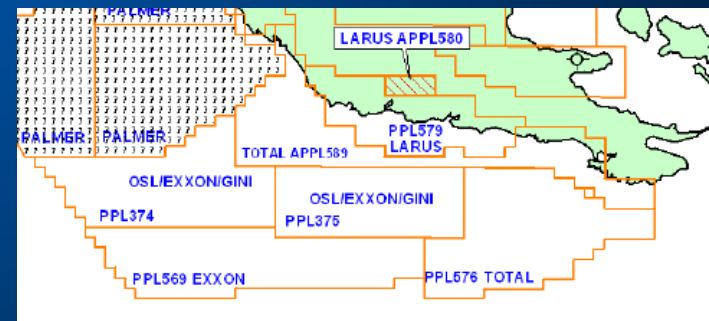 PALMER
LARUS APPL580
PALMER
PALMER
PPL579
LARUS
TOTAL APPL589
OSL/EXXON/GINI
PPL374
OSL/EXXON/GINI
PPL375
PPL569 EXXON
PPL576 TOTAL